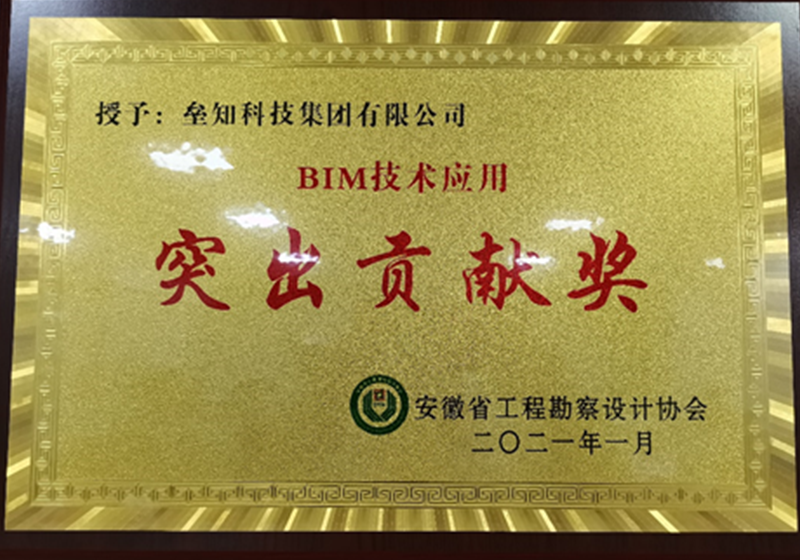 授予：垒知科技集团有限公司
BIM技术应用
突出贡献奖
安徽省工程勘察设计协会
二〇二一年一月